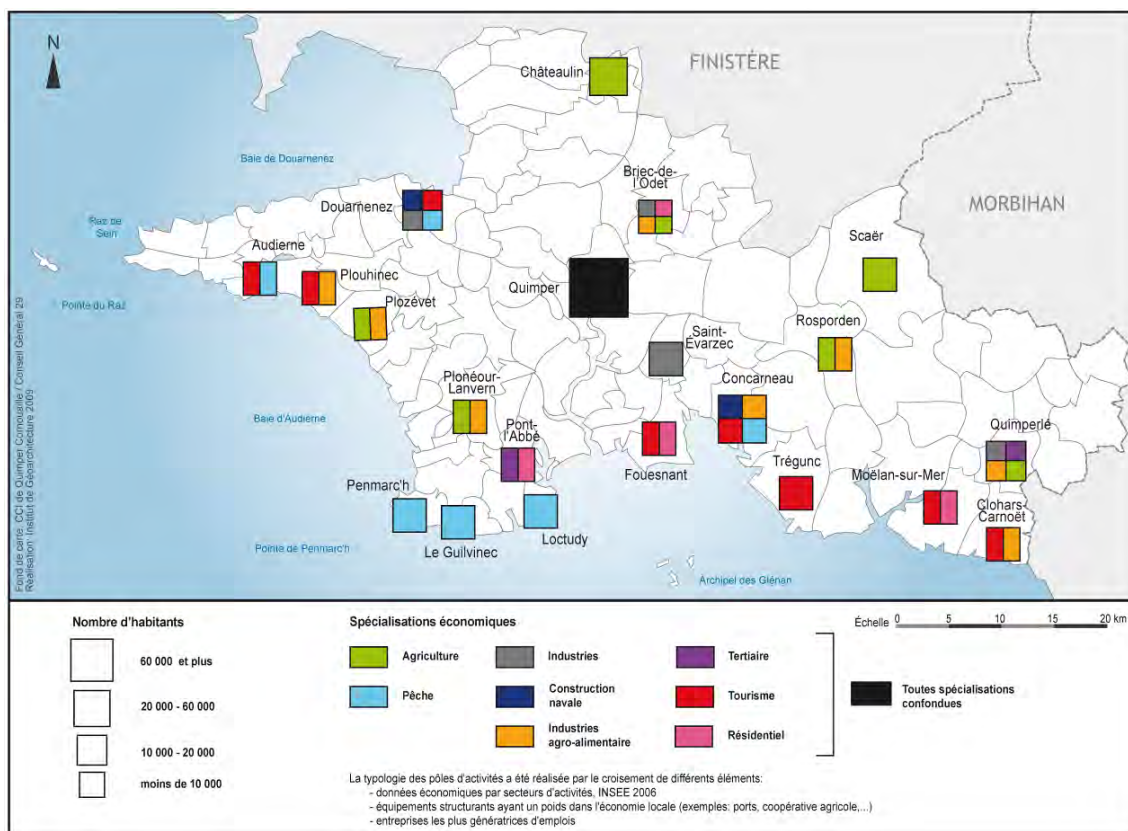 N
FINISTÉRE
MORBIHAN
Châteaulin
Baie de Douarnenez
Briec-de-
l'Odet
Douarnenez
Raz de
Sein
Scaër
Audierne
Plouhinec
Quimper
Pointe du Raz
Plozévet
Saint-
Évarzec
Rosporden
Plonéour-
Lanvern
Concarneau
Baie d'Audierne
Pont-
l'Abbé
Quimperlé
Fouesnant
Trégunc
Moëlan-sur-Mer
Penmarc'h
Clohars-
Carnoët
Loctudy
Pointe de Penmarc'h
Le Guilvinec
Archipel des Glénan
Fond de carte: CCI de Quimper Cornouaille / Conseil Général 29
Réalisation: Institut de Géoarchitecture 2009
Nombre d'habitants
60 000 et plus
20 000 - 60 000
10 000 - 20 000
moins de 10 000
Spécialisations économiques
Agriculture
Pêche
Industries
Construction
navale
Industries
agro-alimentaire
Tertiaire
Tourisme
Résidentiel
Toutes spécialisations
confondues
Échelle 0 5 10 15 20 km
La typologie des pôles d'activités a été réalisée par le croisement de différents éléments:
- données économiques par secteurs d'activités, INSEE 2006
- équipements structurants ayant un poids dans l'économie locale (exemples: ports, coopérative agricole,...)
- entreprises les plus génératrices d'emplois